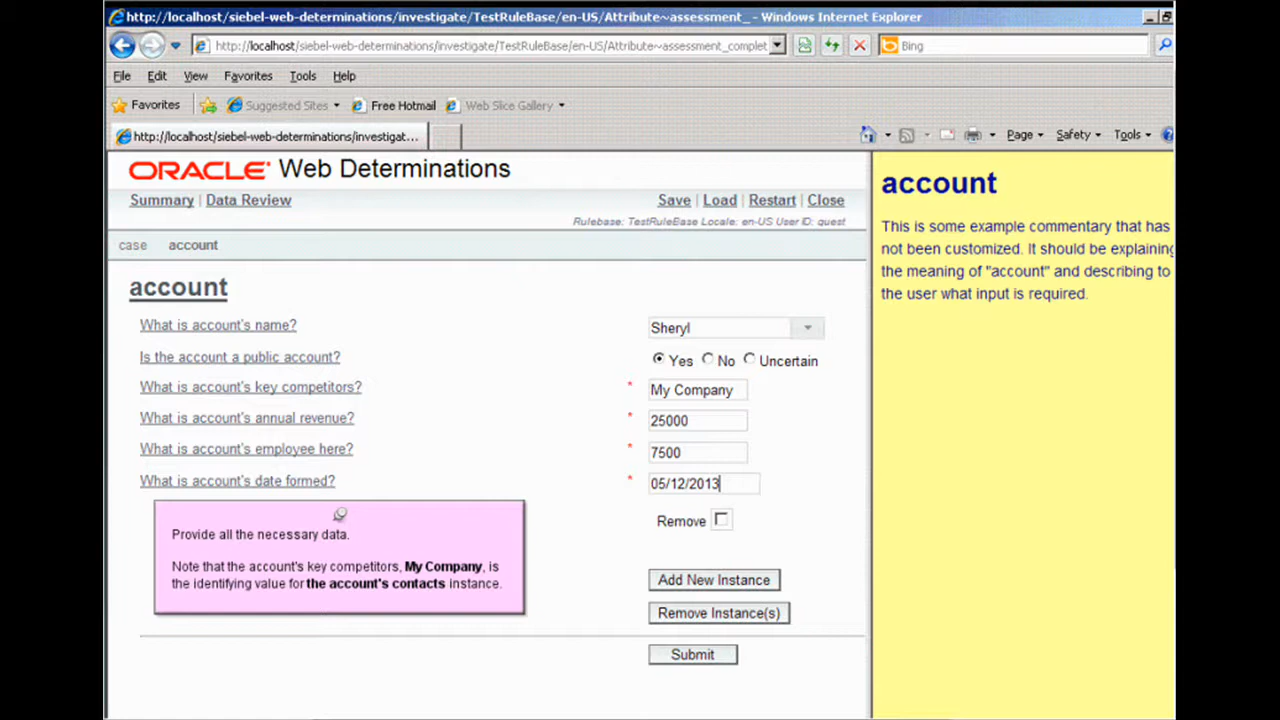 http://localhost/siebel-web-determinations/investigate/TestRuleBase/en-US/Attribute~assessment_ - Windows Internet Explorer
http://localhost/siebel-web-determinations/investigate/TestRuleBase/en-US/Attribute~assessment_complet
Bing
File Edit View Favorites Tools Help
Favorites Suggested Sites Free Hotmail Web Slice Gallery
http://localhost/siebel-web-determinations/investigat...
Page Safety Tools
ORACLE Web Determinations
Summary | Data Review
Save | Load | Restart | Close
Rulebase: TestRuleBase Locale: en-US User ID: guest
case account
account
What is account's name? Sheryl
Is the account a public account? Yes No Uncertain
What is account's key competitors? * My Company
What is account's annual revenue? * 25000
What is account's employee here? * 7500
What is account's date formed? * 05/12/2013
Remove
Provide all the necessary data.
Note that the account's key competitors, My Company, is
the identifying value for the account's contacts instance.
Add New Instance
Remove Instance(s)
Submit
account
This is some example commentary that has
not been customized. It should be explaining
the meaning of "account" and describing to
the user what input is required.